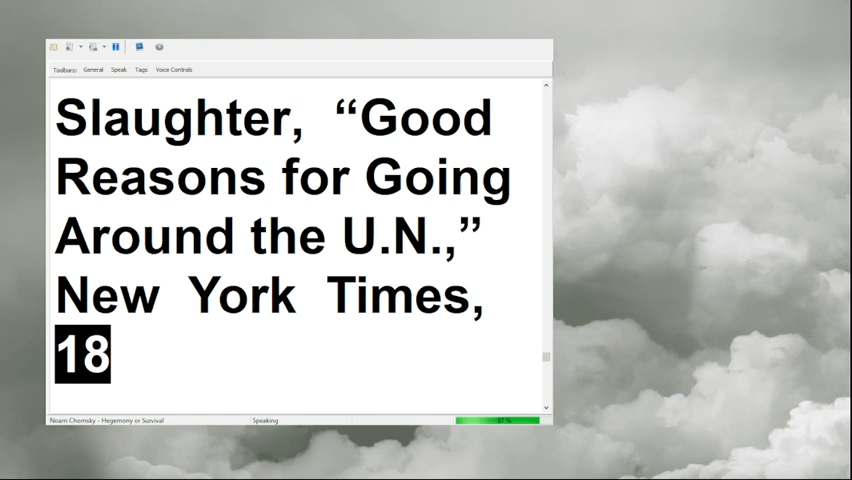 Toolbars: General Speak Tags Voice Controls
Slaughter, “Good
Reasons for Going
Around the U.N.,”
New York Times,
18
Noam Chomsky - Hegemony or Survival Speaking 67 %